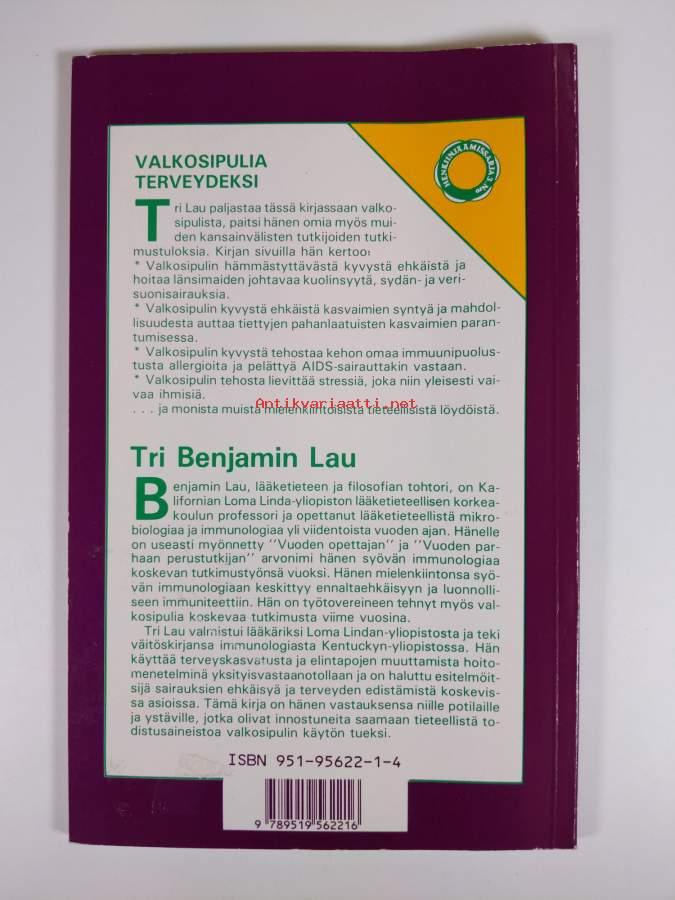 HENKIINJÄÄMISSARJA 3. Nro
VALKOSIPULIA
TERVEYDEKSI
Tri Lau paljastaa tässä kirjassaan valko-
sipulista, paitsi hänen omia myös mui-
den kansainvälisten tutkijoiden tutki-
mustuloksia. Kirjan sivuilla hän kertoo:
* Valkosipulin hämmästyttävästä kyvystä ehkäistä ja
hoitaa länsimaiden johtavaa kuolinsyytä, sydän- ja veri-
suonisairauksia.
* Valkosipulin kyvystä ehkäistä kasvaimien syntyä ja mahdol-
lisuudesta auttaa tiettyjen pahanlaatuisten kasvaimien paran-
tumisessa.
* Valkosipulin kyvystä tehostaa kehon omaa immuunipuolus-
tusta allergioita ja pelättyä AIDS-sairauttakin vastaan.
* Valkosipulin tehosta lievittää stressiä, joka niin yleisesti vai-
vaa ihmisiä.
Antikvariaatti.net
. . . ja monista muista mielenkiintoisista tieteellisistä löydöistä.
Tri Benjamin Lau
Benjamin Lau, lääketieteen ja filosofian tohtori, on Ka-
lifornian Loma Linda-yliopiston lääketieteellisen korkea-
koulun professori ja opettanut lääketieteellistä mikro-
biologiaa ja immunologiaa yli viidentoista vuoden ajan. Hänelle
on useasti myönnetty ''Vuoden opettajan'' ja ''Vuoden par-
haan perustutkijan'' arvonimi hänen syövän immunologiaa
koskevan tutkimustyönsä vuoksi. Hänen mielenkiintonsa syö-
vän immunologiaan keskittyy ennaltaehkäisyyn ja luonnolli-
seen immuniteettiin. Hän on työtovereineen tehnyt myös val-
kosipulia koskevaa tutkimusta viime vuosina.
Tri Lau valmistui lääkäriksi Loma Lindan-yliopistosta ja teki
väitöskirjansa immunologiasta Kentuckyn-yliopistossa. Hän
käyttää terveyskasvatusta ja elintapojen muuttamista hoito-
menetelminä yksityisvastaanotollaan ja on haluttu esitelmöit-
sijä sairauksien ehkäisyä ja terveyden edistämistä koskevis-
sa asioissa. Tämä kirja on hänen vastauksensa niille potilaille
ja ystäville, jotka olivat innostuneita saamaan tieteellistä to-
distusaineistoa valkosipulin käytön tueksi.
ISBN 951-95622-1-4
9 789519 562216